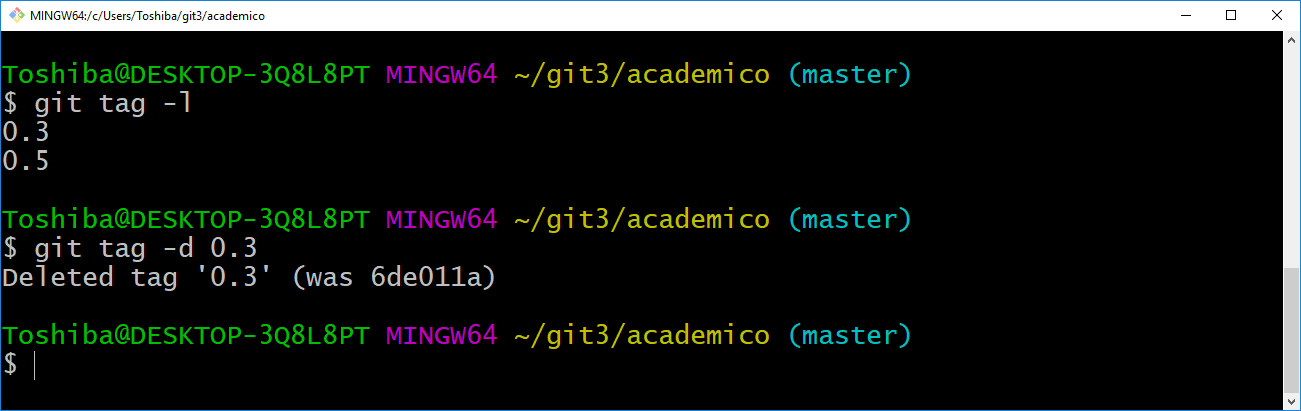 MINGW64:/c/Users/Toshiba/git3/academico
Toshiba@DESKTOP-3Q8L8PT MINGW64 ~/git3/academico (master)
$ git tag -l
0.3
0.5
Toshiba@DESKTOP-3Q8L8PT MINGW64 ~/git3/academico (master)
$ git tag -d 0.3
Deleted tag '0.3' (was 6de011a)
Toshiba@DESKTOP-3Q8L8PT MINGW64 ~/git3/academico (master)
$